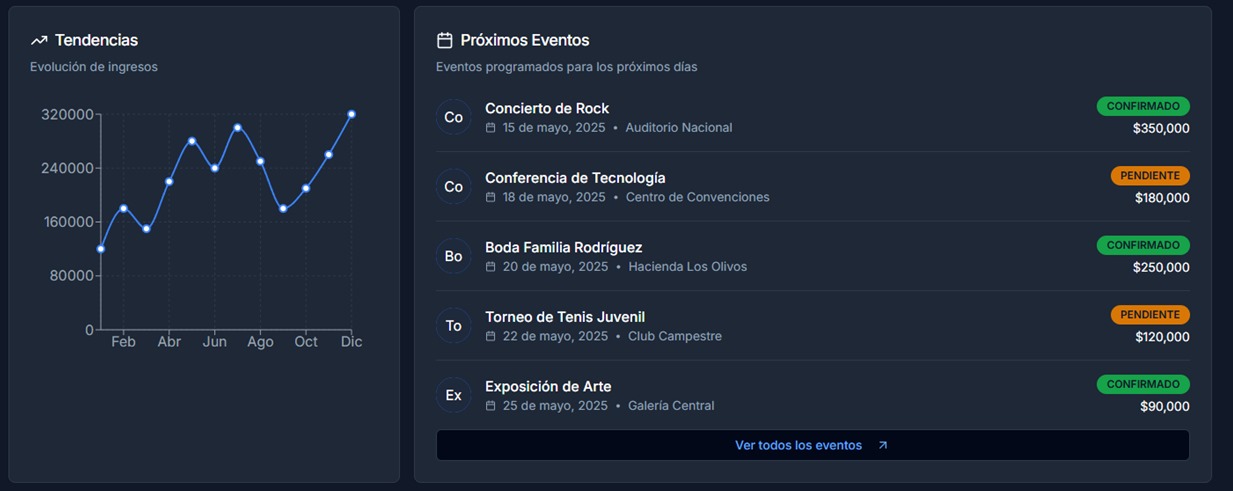 Tendencias
Evolución de ingresos
320000
240000
160000
80000
0
Feb Abr Jun Ago Oct Dic
Próximos Eventos
Eventos programados para los próximos días
Co
Concierto de Rock
15 de mayo, 2025 • Auditorio Nacional
CONFIRMADO
$350,000
Co
Conferencia de Tecnología
18 de mayo, 2025 • Centro de Convenciones
PENDIENTE
$180,000
Bo
Boda Familia Rodríguez
20 de mayo, 2025 • Hacienda Los Olivos
CONFIRMADO
$250,000
To
Torneo de Tenis Juvenil
22 de mayo, 2025 • Club Campestre
PENDIENTE
$120,000
Ex
Exposición de Arte
25 de mayo, 2025 • Galería Central
CONFIRMADO
$90,000
Ver todos los eventos